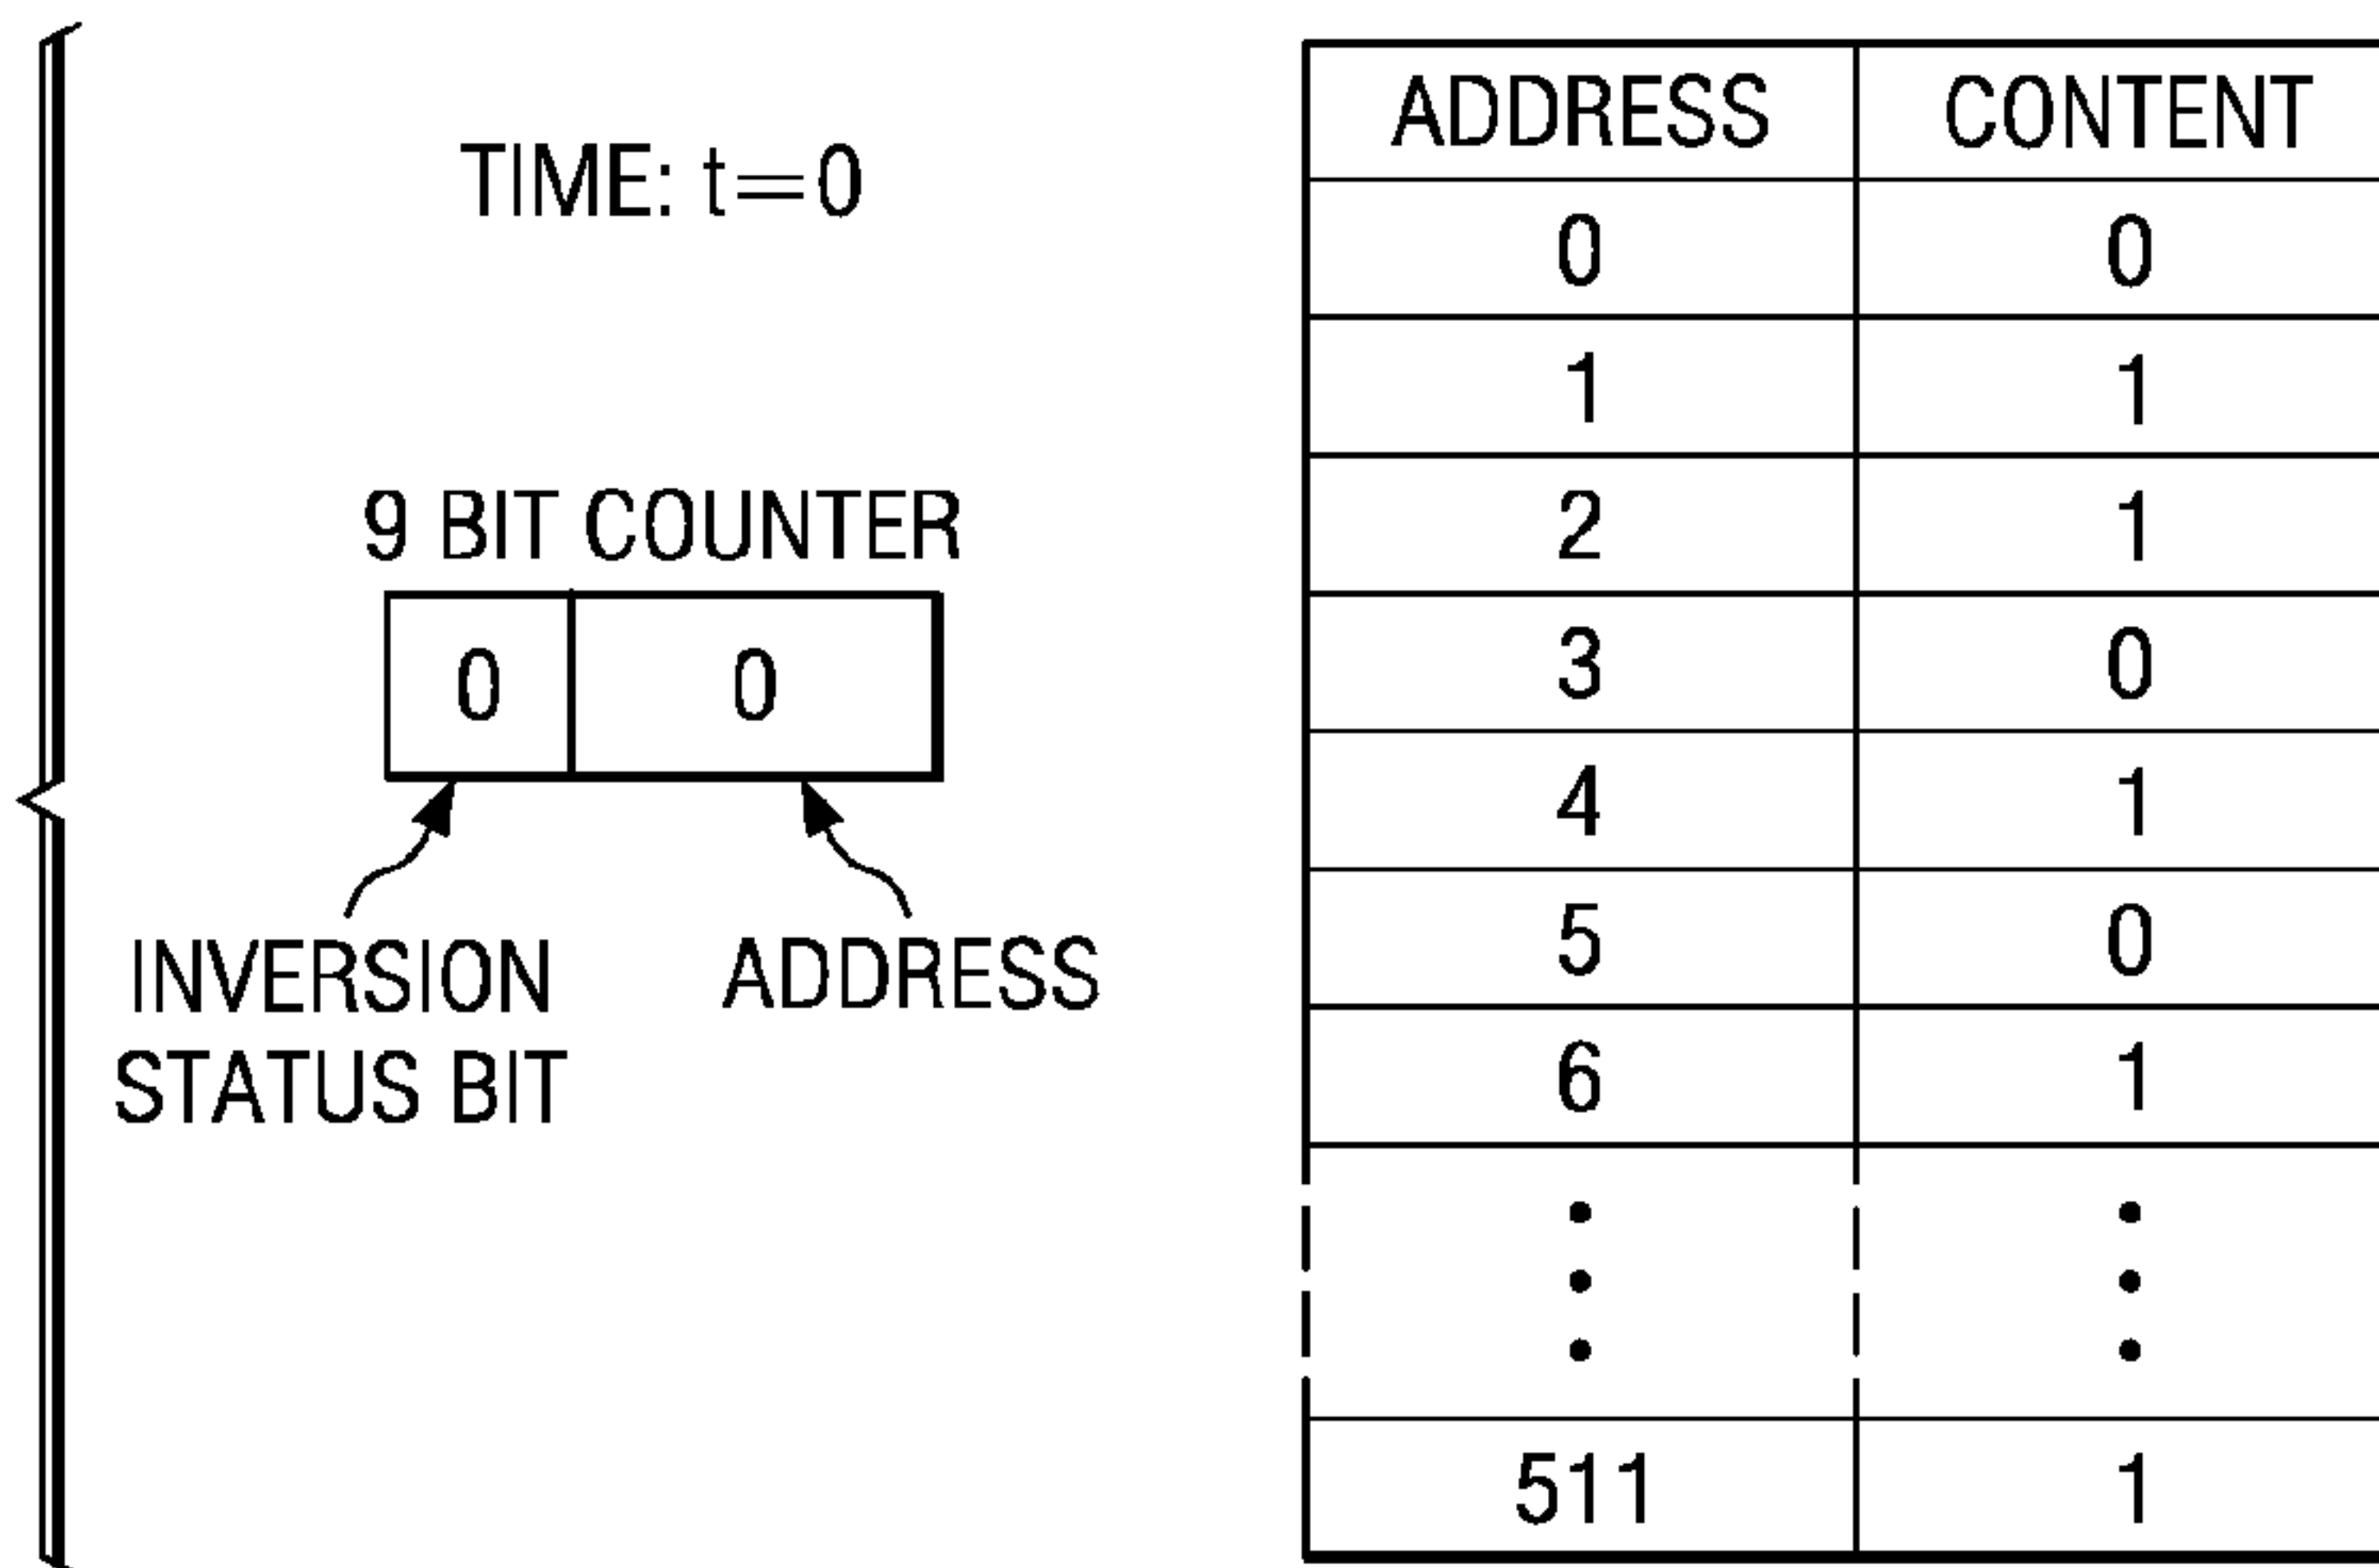 TIME: t=0
9 BIT COUNTER
0 0
INVERSION STATUS BIT
ADDRESS
ADDRESS CONTENT
0 0
1 1
2 1
3 0
4 1
5 0
6 1
511 1